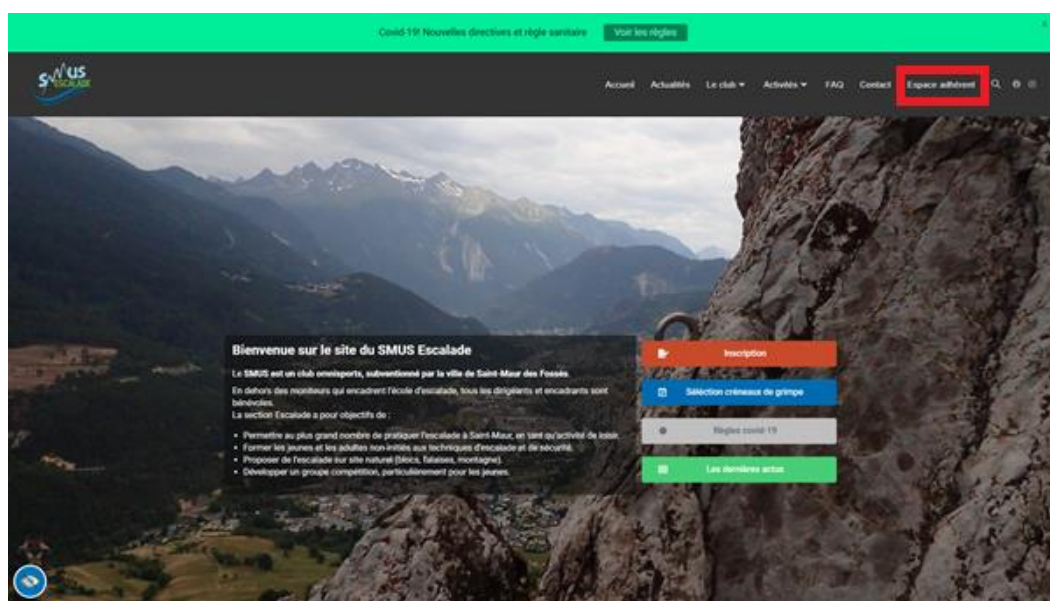 Covid-19! Nouvelles directives et règle sanitaire Voir les règles x
SMUS
ESCALADE
Accueil Actualités Le club Activités FAQ Contact Espace adhérent
Bienvenue sur le site du SMUS Escalade
Le SMUS est un club omnisports, subventionné par la ville de Saint-Maur des Fossés.
En dehors des moniteurs qui encadrent l'école d'escalade, tous les dirigeants et encadrants sont
bénévoles.
La section Escalade a pour objectifs de :
• Permettre au plus grand nombre de pratiquer l'escalade à Saint-Maur, en tant qu'activité de loisir.
• Former les jeunes et les adultes non-initiés aux techniques d'escalade et de sécurité.
• Proposer de l'escalade sur site naturel (blocs, falaises, montagne).
• Développer un groupe compétition, particulièrement pour les jeunes.
Inscription
Séléction créneaux de grimpe
Règles covid-19
Les dernières actus